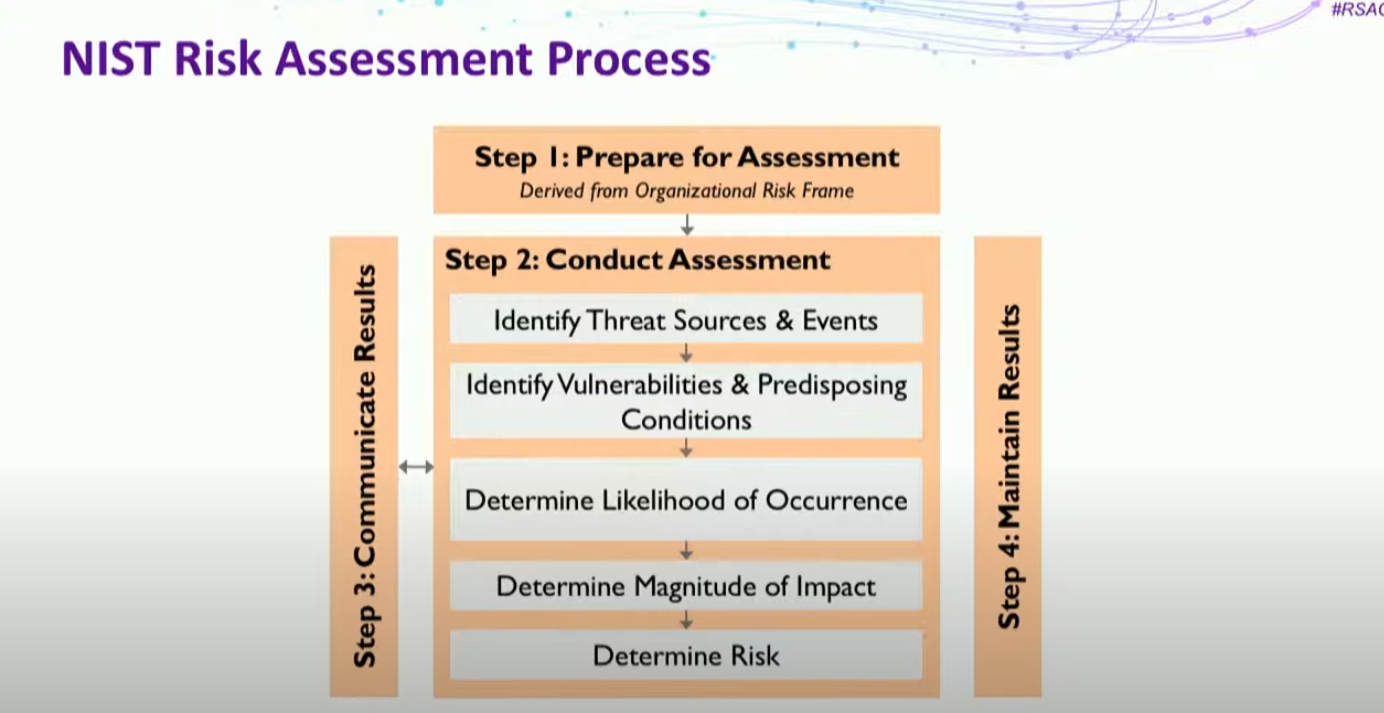 #RSAC
NIST Risk Assessment Process
Step 1: Prepare for Assessment
Derived from Organizational Risk Frame
Step 3: Communicate Results
Step 2: Conduct Assessment
Identify Threat Sources & Events
Identify Vulnerabilities & Predisposing
Conditions
Determine Likelihood of Occurrence
Determine Magnitude of Impact
Determine Risk
Step 4: Maintain Results